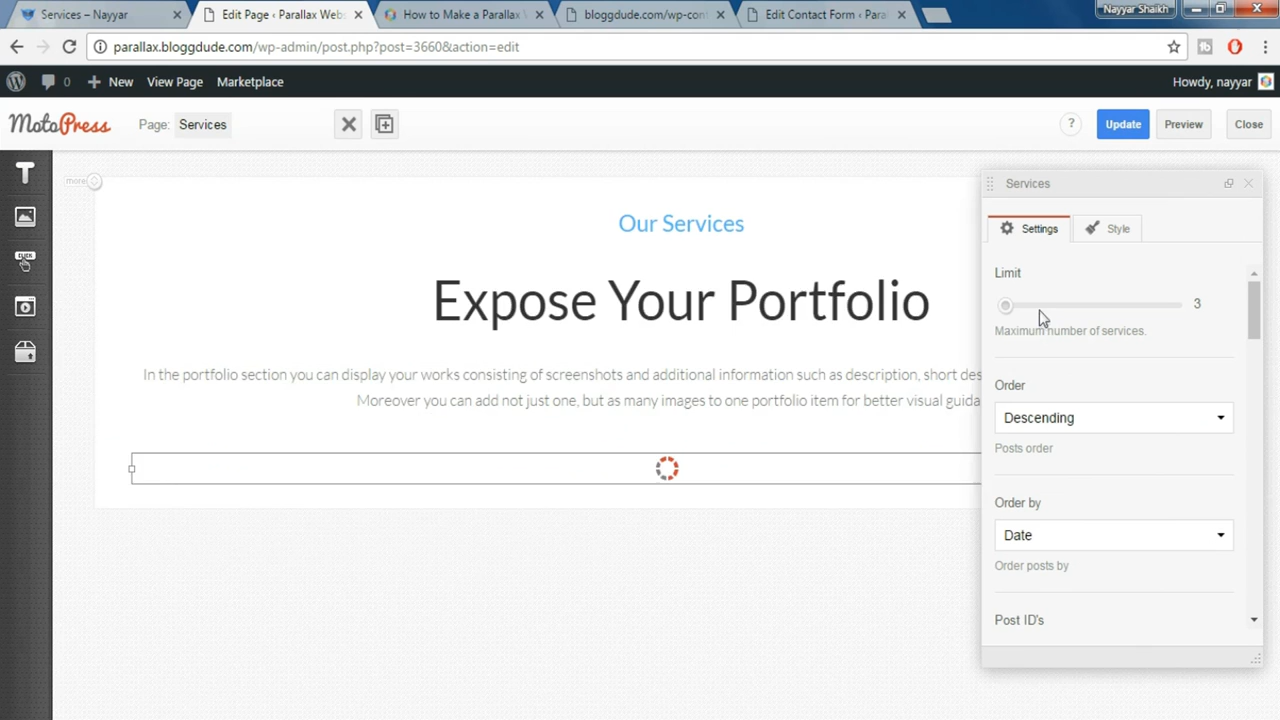 Services – Nayyar
Edit Page ‹ Parallax Webs
How to Make a Parallax
bloggdude.com/wp-cont
Edit Contact Form ‹ Para
Nayyar Shaikh
parallax.bloggdude.com/wp-admin/post.php?post=3660&action=edit
0
New
View Page
Marketplace
Howdy, nayyar
MotoPress
Page:
Services
?
Update
Preview
Close
T
more
CLICK
Our Services
Expose Your Portfolio
In the portfolio section you can display your works consisting of screenshots and additional information such as description, short des
Moreover you can add not just one, but as many images to one portfolio item for better visual guida
Services
Settings
Style
Limit
3
Maximum number of services.
Order
Descending
Posts order
Order by
Date
Order posts by
Post ID's